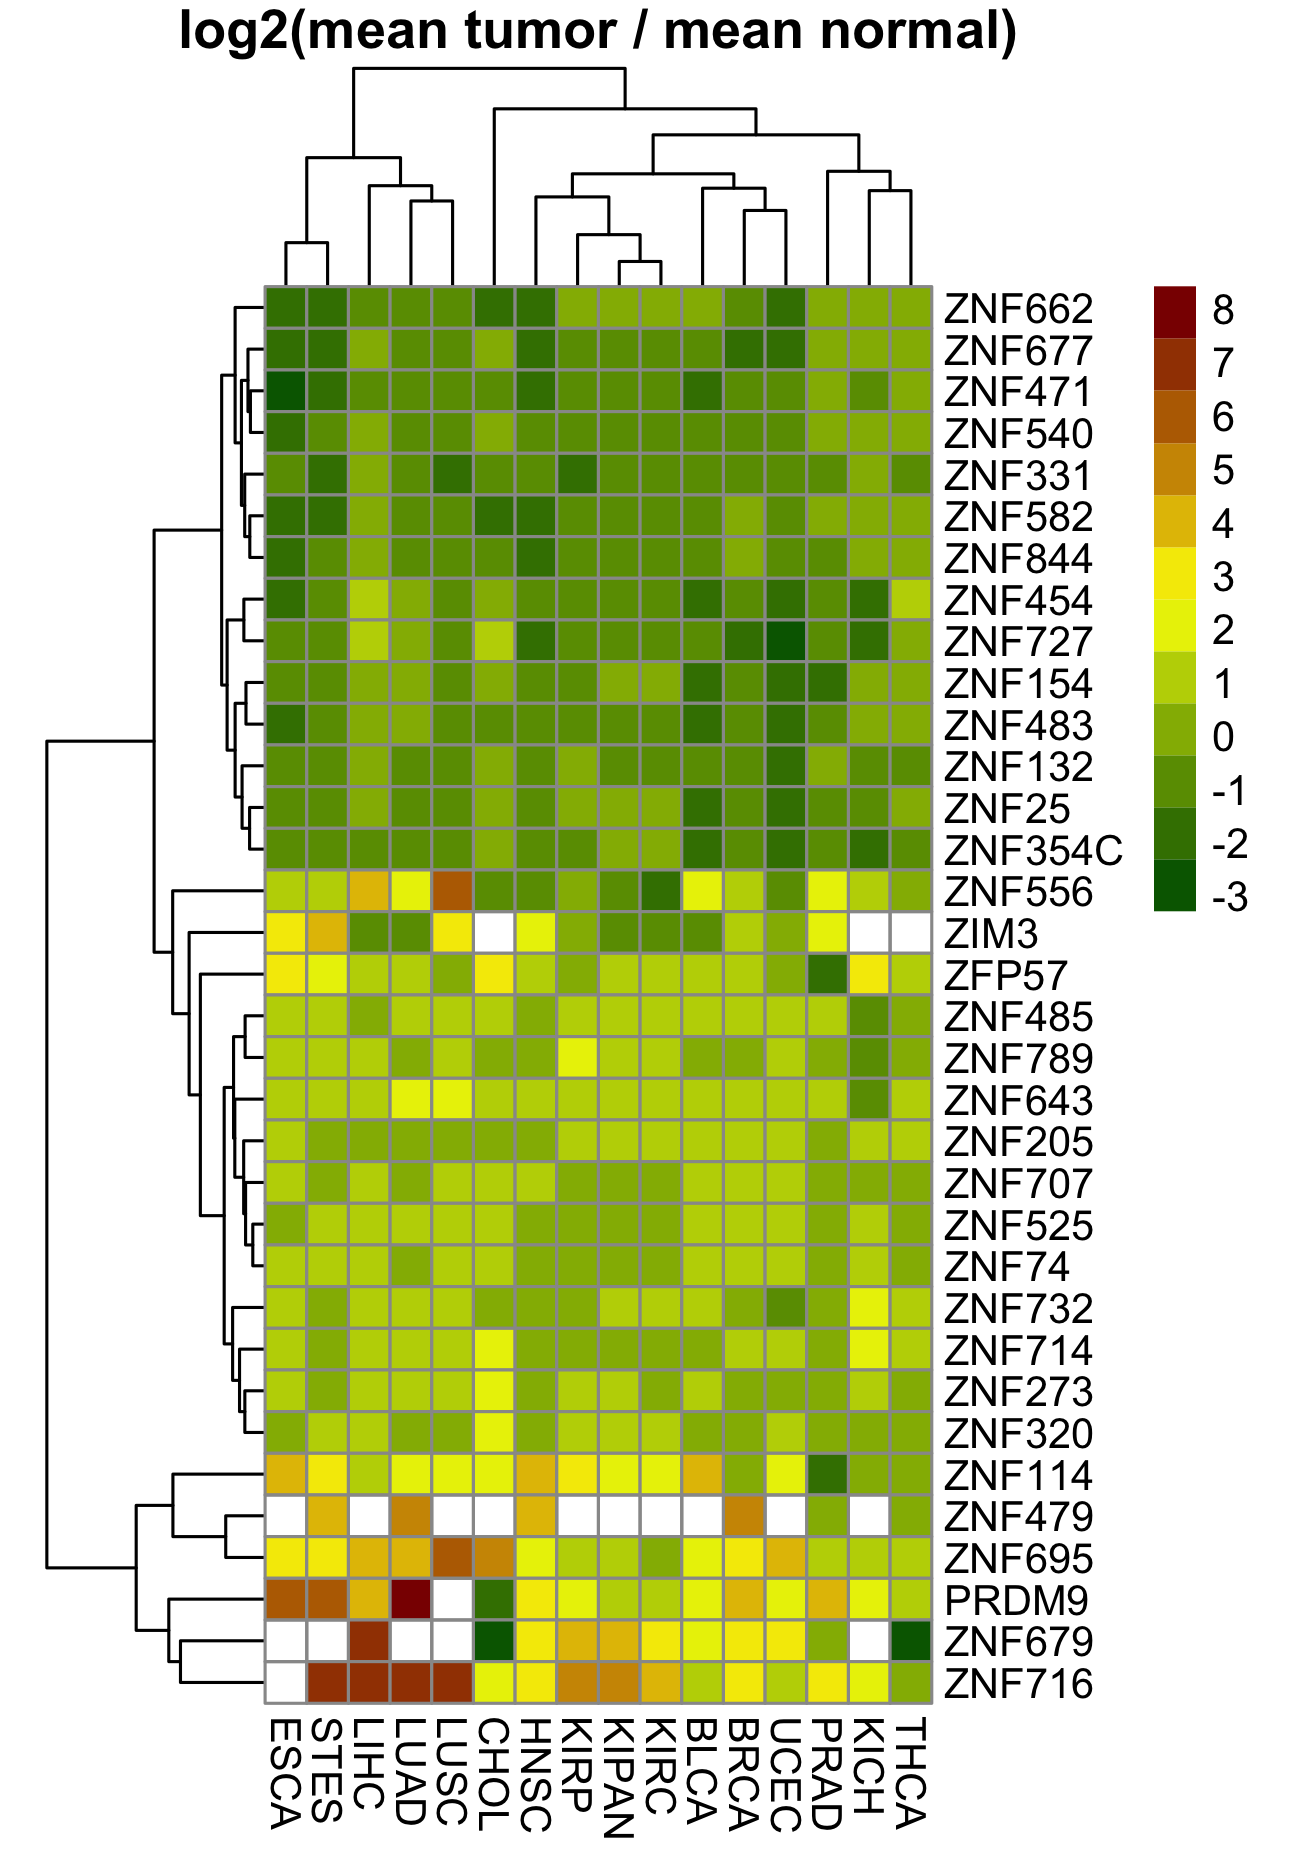 log2(mean tumor / mean normal)
ZNF662
ZNF677
ZNF471
ZNF540
ZNF331
ZNF582
ZNF844
ZNF454
ZNF727
ZNF154
ZNF483
ZNF132
ZNF25
ZNF354C
ZNF556
ZIM3
ZFP57
ZNF485
ZNF789
ZNF643
ZNF205
ZNF707
ZNF525
ZNF74
ZNF732
ZNF714
ZNF273
ZNF320
ZNF114
ZNF479
ZNF695
PRDM9
ZNF679
ZNF716
8
7
6
5
4
3
2
1
0
-1
-2
-3
ESCA
STES
LIHC
LUAD
LUSC
CHOL
HNSC
KIRP
KIPAN
KIRC
BLCA
BRCA
UCEC
PRAD
KICH
THCA